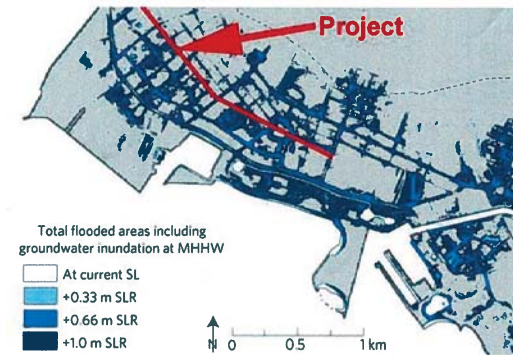 Project
Total flooded areas including
groundwater inundation at MHHW
At current SL
+0.33 m SLR
+0.66 m SLR
+1.0 m SLR
N
0 0.5 1 km